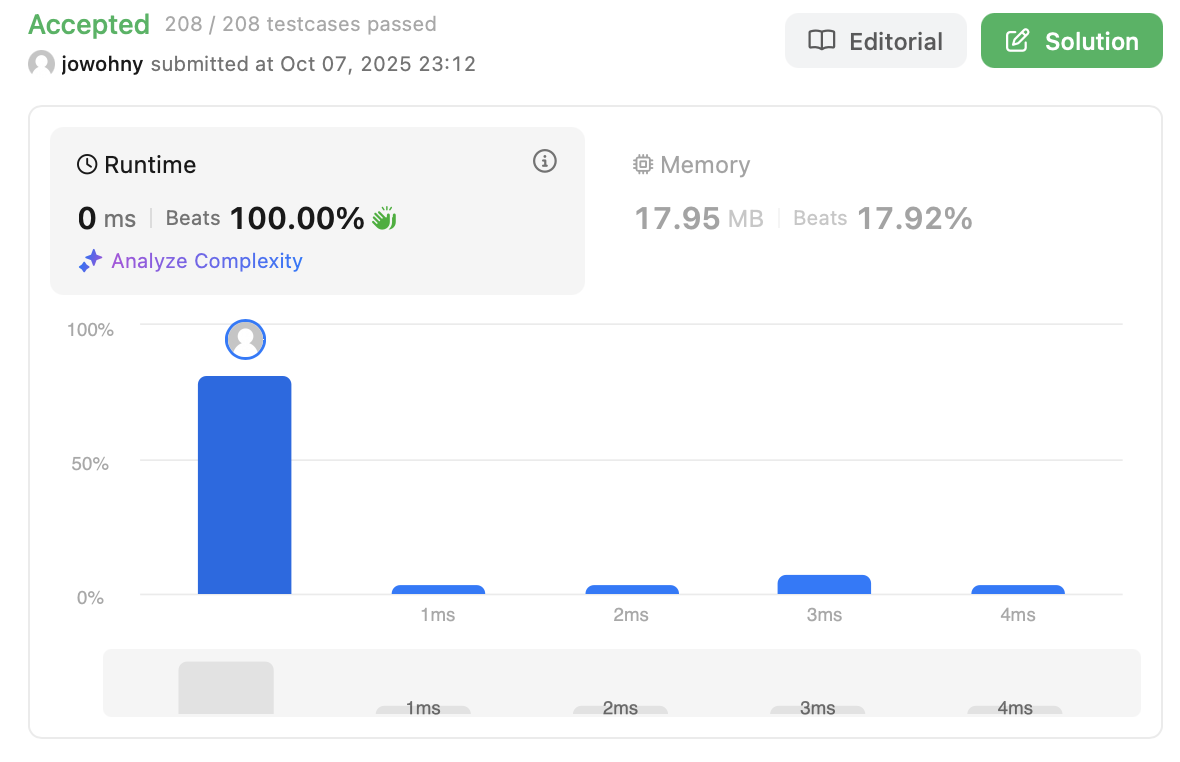 Accepted 208 / 208 testcases passed
Editorial
Solution
jowohny submitted at Oct 07, 2025 23:12
Runtime
0 ms Beats 100.00%
Analyze Complexity
Memory
17.95 MB Beats 17.92%
100%
50%
0%
1ms 2ms 3ms 4ms
1ms 2ms 3ms 4ms